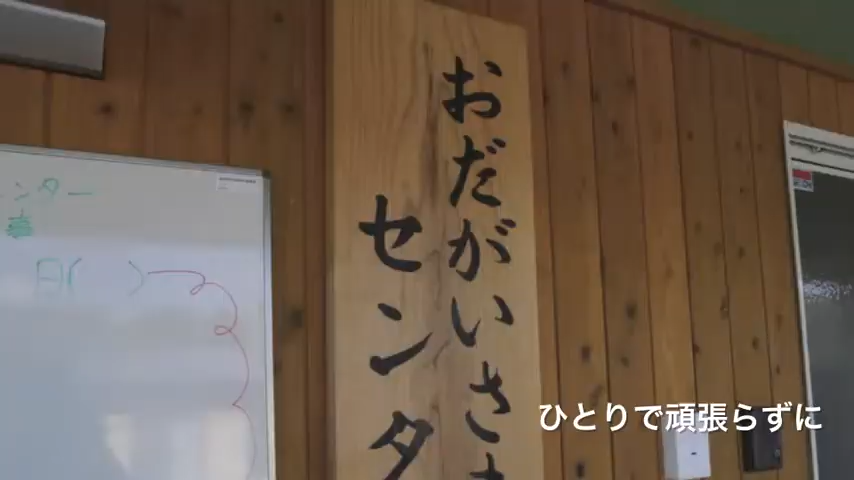 おだがいさ
センタ
ンター
日(　)
ひとりで頑張らずに